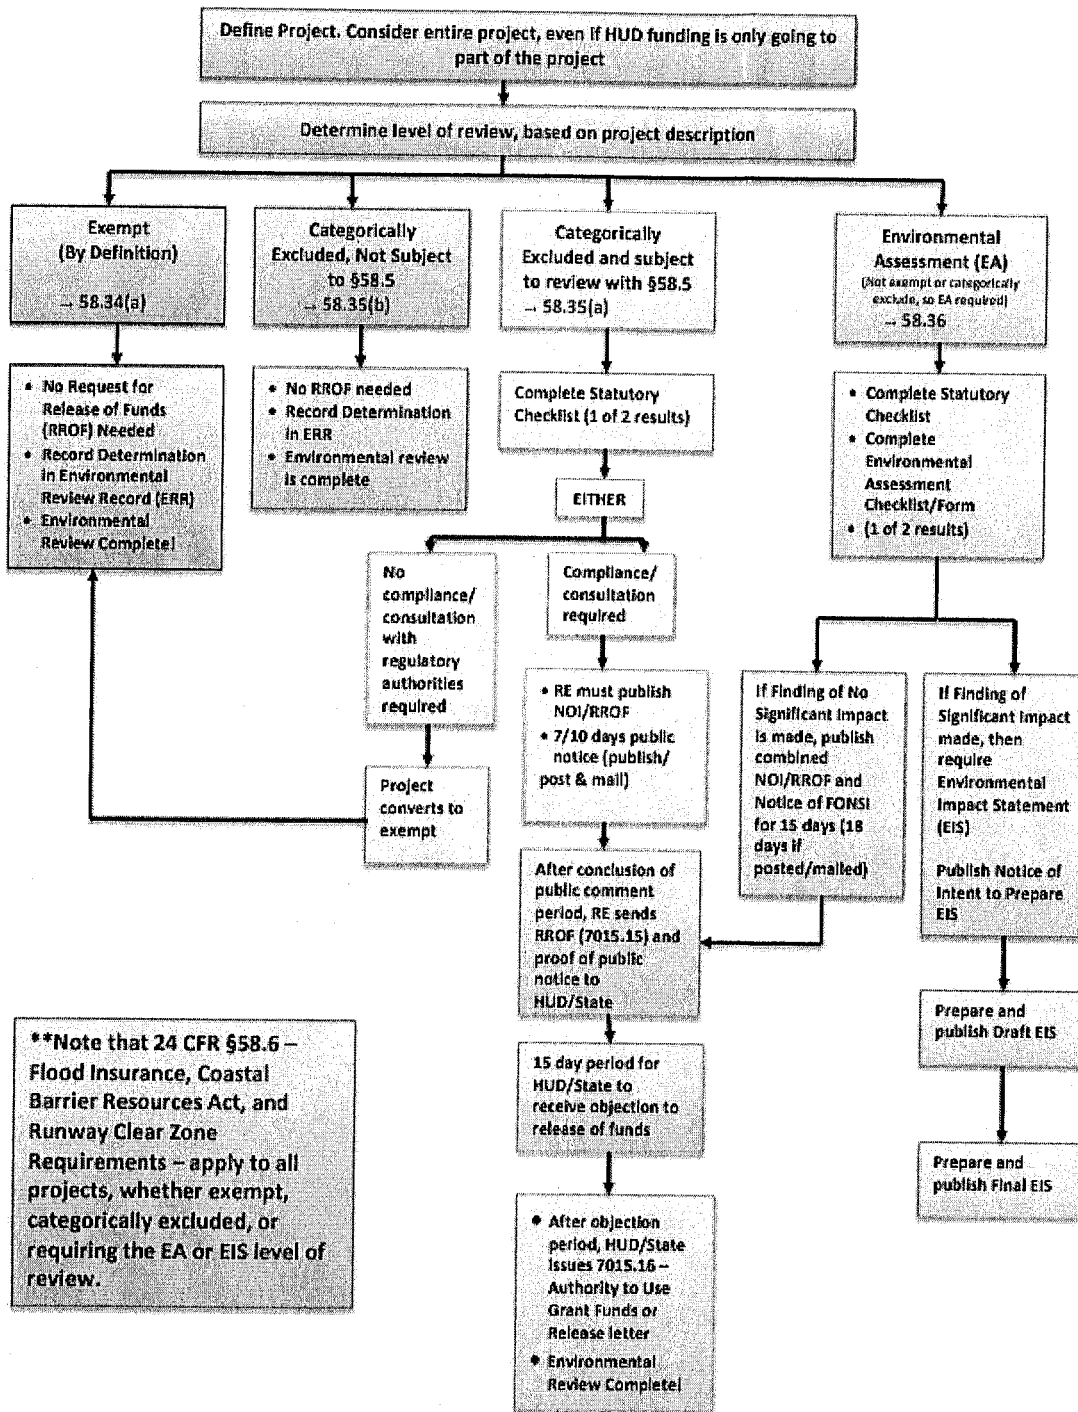 Define Project. Consider entire project, even if HUD funding is only going to
part of the project
Determine level of review, based on project description
Exempt
(By Definition)
→ 58.34(a)
Categorically
Excluded, Not Subject
to §58.5
→ 58.35(b)
Categorically
Excluded and subject
to review with §58.5
→ 58.35(a)
Environmental
Assessment (EA)
(Not exempt or categorically
exclude, so EA required)
→ 58.36
• No Request for
Release of Funds
(RROF) Needed
• Record Determination
in Environmental
Review Record (ERR)
• Environmental
Review Complete!
• No RROF needed
• Record Determination
in ERR
• Environmental review
is complete
Complete Statutory
Checklist (1 of 2 results)
• Complete Statutory
Checklist
• Complete
Environmental
Assessment
Checklist/Form
• (1 of 2 results)
EITHER
No
compliance/
consultation
with
regulatory
authorities
required
Compliance/
consultation
required
• RE must publish
NOI/RROF
• 7/10 days public
notice (publish/
post & mail)
If Finding of No
Significant Impact
is made, publish
combined
NOI/RROF and
Notice of FONSI
for 15 days (18
days if
posted/mailed)
If Finding of
Significant Impact
made, then
require
Environmental
Impact Statement
(EIS)
Publish Notice of
Intent to Prepare
EIS
Project
converts to
exempt
After conclusion of
public comment
period, RE sends
RROF (7015.15) and
proof of public
notice to
HUD/State
Prepare and
publish Draft EIS
15 day period for
HUD/State to
receive objection to
release of funds
Prepare and
publish Final EIS
• After objection
period, HUD/State
issues 7015.16 –
Authority to Use
Grant Funds or
Release letter
• Environmental
Review Complete!
**Note that 24 CFR §58.6 –
Flood Insurance, Coastal
Barrier Resources Act, and
Runway Clear Zone
Requirements – apply to all
projects, whether exempt,
categorically excluded, or
requiring the EA or EIS level of
review.